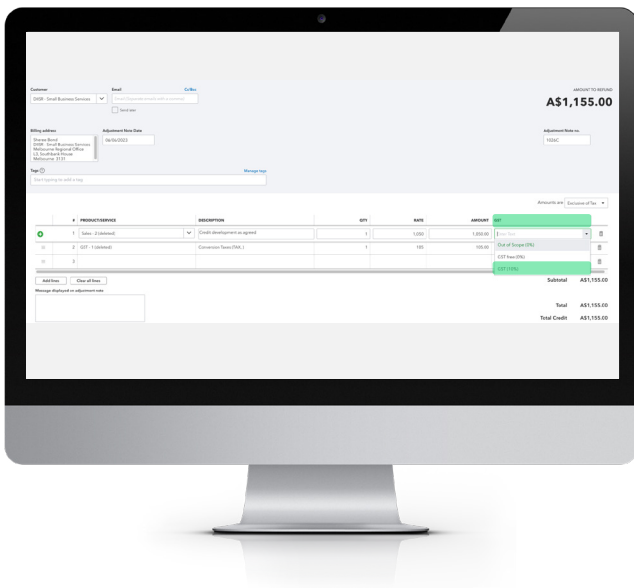 Customer
Email
Cc/Bcc
AMOUNT TO REFUND
DHSR - Small Business Services
A$1,155.00
Send later
Billing address
Adjustment Note Date
Adjustment Note no.
Sheree Bond
DHSR - Small Business Services
Melbourne Regional Office
L3, Southbank House
Melbourne 3131
06/06/2023
1026C
Tags
Manage tags
Start typing to add a tag
Amounts are Exclusive of Tax
# PRODUCT/SERVICE DESCRIPTION QTY RATE AMOUNT GST
1 Sales - 2 (deleted) Credit development as agreed 1 1,050 1,050.00
2 GST - 1 (deleted) Conversion Taxes (TAX, ) 1 105 105.00
3
Out of Scope (0%)
GST free (0%)
GST (10%)
Add lines
Clear all lines
Subtotal A$1,155.00
Message displayed on adjustment note
Total A$1,155.00
Total Credit A$1,155.00